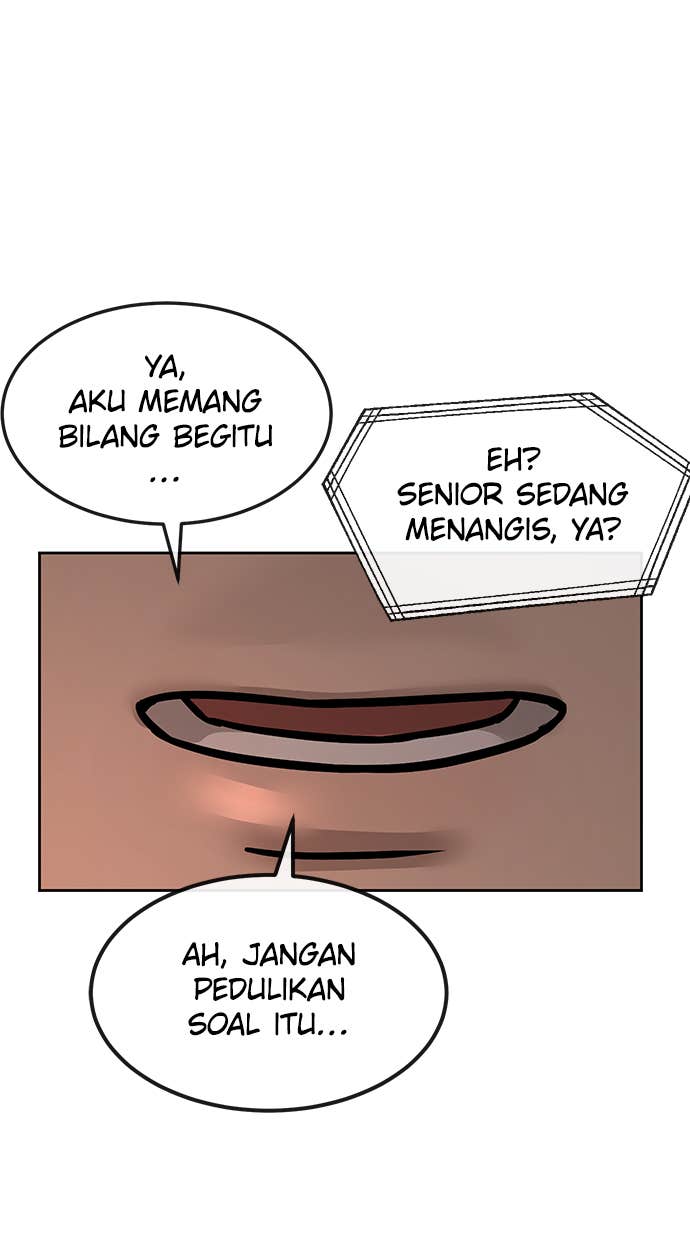 YA,
AKU MEMANG
BILANG BEGITU
...
EH?
SENIOR SEDANG
MENANGIS, YA?
AH, JANGAN
PEDULIKAN
SOAL ITU...